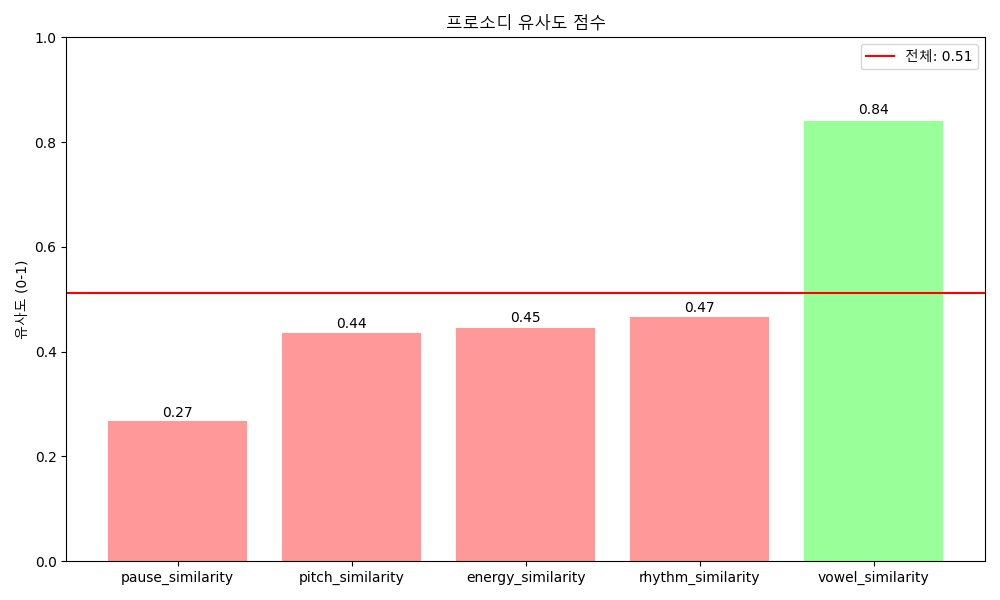 프로소디 유사도 점수
전체: 0.51
유사도 (0-1)
1.0
0.8
0.6
0.4
0.2
0.0
0.27
0.44
0.45
0.47
0.84
pause_similarity
pitch_similarity
energy_similarity
rhythm_similarity
vowel_similarity